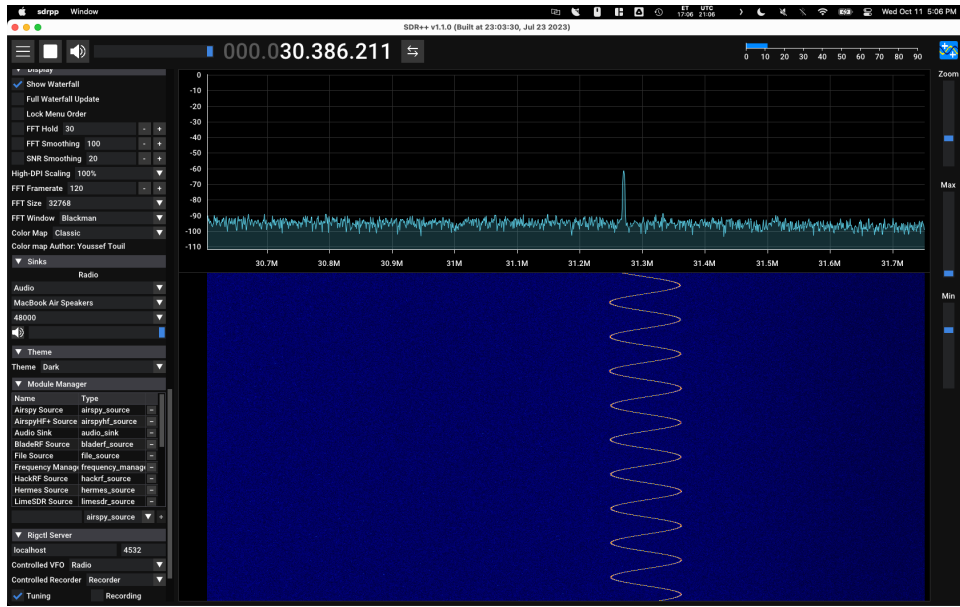 sdrpp Window
ET 17:06 UTC 21:06
Wed Oct 11 5:06 PM
SDR++ v1.1.0 (Built at 23:03:30, Jul 23 2023)
000.030.386.211
0 10 20 30 40 50 60 70 80 90
Display
Show Waterfall
Full Waterfall Update
Lock Menu Order
FFT Hold 30 - +
FFT Smoothing 100 - +
SNR Smoothing 20 - +
High-DPI Scaling 100%
FFT Framerate 120 - +
FFT Size 32768
FFT Window Blackman
Color Map Classic
Color map Author: Youssef Touil
Sinks
Radio
Audio
MacBook Air Speakers
48000
Theme
Theme Dark
Module Manager
Name Type
Airspy Source airspy_source -
AirspyHF+ Source airspyhf_source -
Audio Sink audio_sink -
BladeRF Source bladerf_source -
File Source file_source -
Frequency Manag frequency_manag -
HackRF Source hackrf_source -
Hermes Source hermes_source -
LimeSDR Source limesdr_source -
airspy_source +
Rigctl Server
localhost 4532
Controlled VFO Radio
Controlled Recorder Recorder
Tuning Recording
0
-10
-20
-30
-40
-50
-60
-70
-80
-90
-100
-110
30.7M 30.8M 30.9M 31M 31.1M 31.2M 31.3M 31.4M 31.5M 31.6M 31.7M
Zoom
Max
Min